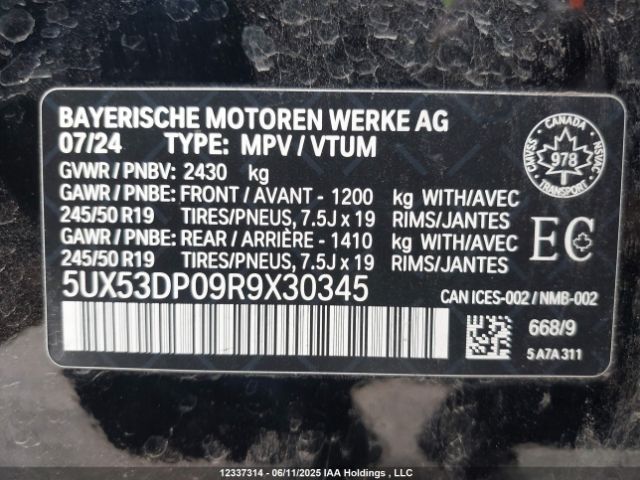 BAYERISCHE MOTOREN WERKE AG
07/24 TYPE: MPV / VTUM
GVWR / PNBV: 2430 kg
GAWR / PNBE: FRONT / AVANT - 1200 kg WITH/AVEC
245/50 R19 TIRES/PNEUS, 7.5J x 19 RIMS/JANTES
GAWR / PNBE: REAR / ARRIÈRE - 1410 kg WITH/AVEC
245/50 R19 TIRES/PNEUS, 7.5J x 19 RIMS/JANTES
5UX53DP09R9X30345
CANADA
CMVSS
978
NSVAC
TRANSPORT
EC
CAN ICES-002 / NMB-002
668/9
5 A7A 311
12337314 - 06/11/2025 IAA Holdings , LLC